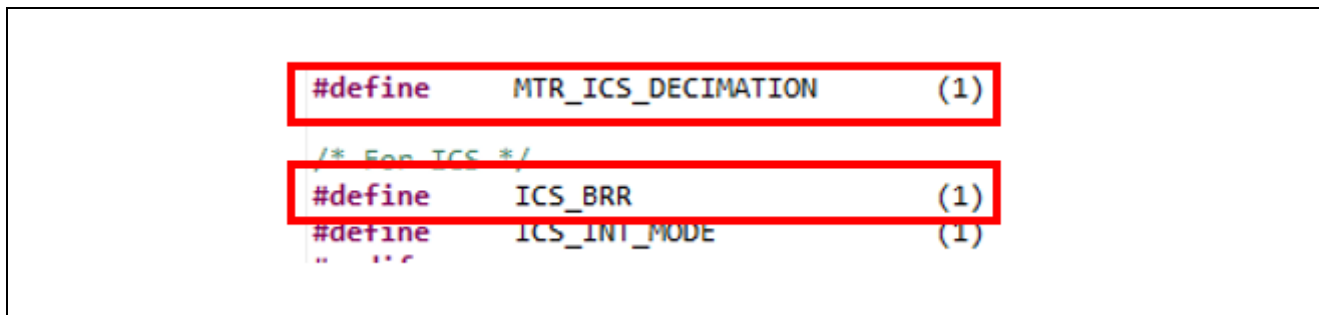 #define MTR_ICS_DECIMATION (1)
/* For ICS */
#define ICS_BRR (1)
#define ICS_INT_MODE (1)